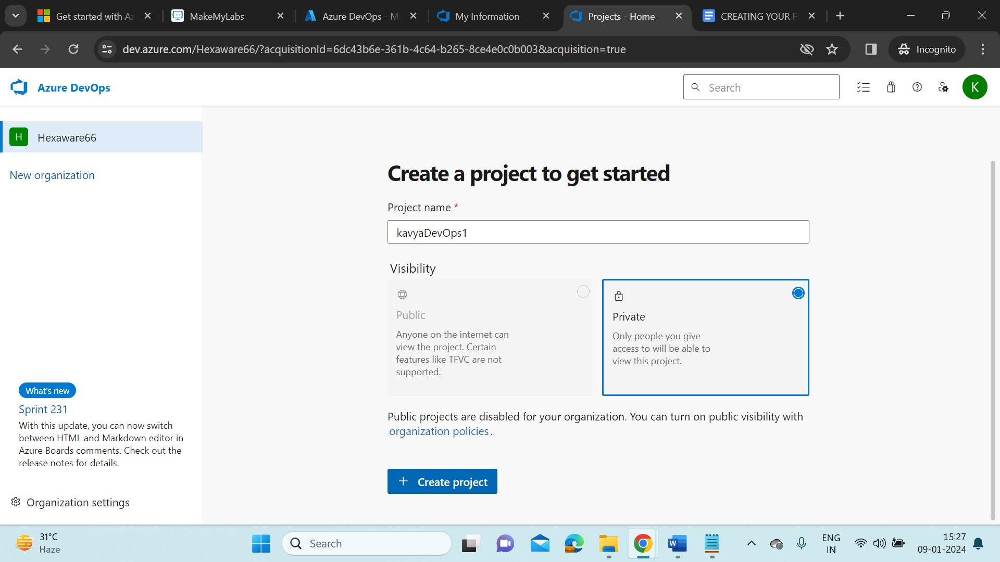 Get started with Az
MakeMyLabs
Azure DevOps - Mi
My Information
Projects - Home
CREATING YOUR F
dev.azure.com/Hexaware66/?acquisitionId=6dc43b6e-361b-4c64-b265-8ce4e0c0b003&acquisition=true
Incognito
Azure DevOps
Search
K
H
Hexaware66
New organization
Create a project to get started
Project name *
kavyaDevOps1
Visibility
Public
Anyone on the internet can
view the project. Certain
features like TFVC are not
supported.
Private
Only people you give
access to will be able to
view this project.
Public projects are disabled for your organization. You can turn on public visibility with
organization policies.
Create project
What's new
Sprint 231
With this update, you can now switch
between HTML and Markdown editor in
Azure Boards comments. Check out the
release notes for details.
Organization settings
31°C
Haze
Search
W
ENG
IN
15:27
09-01-2024